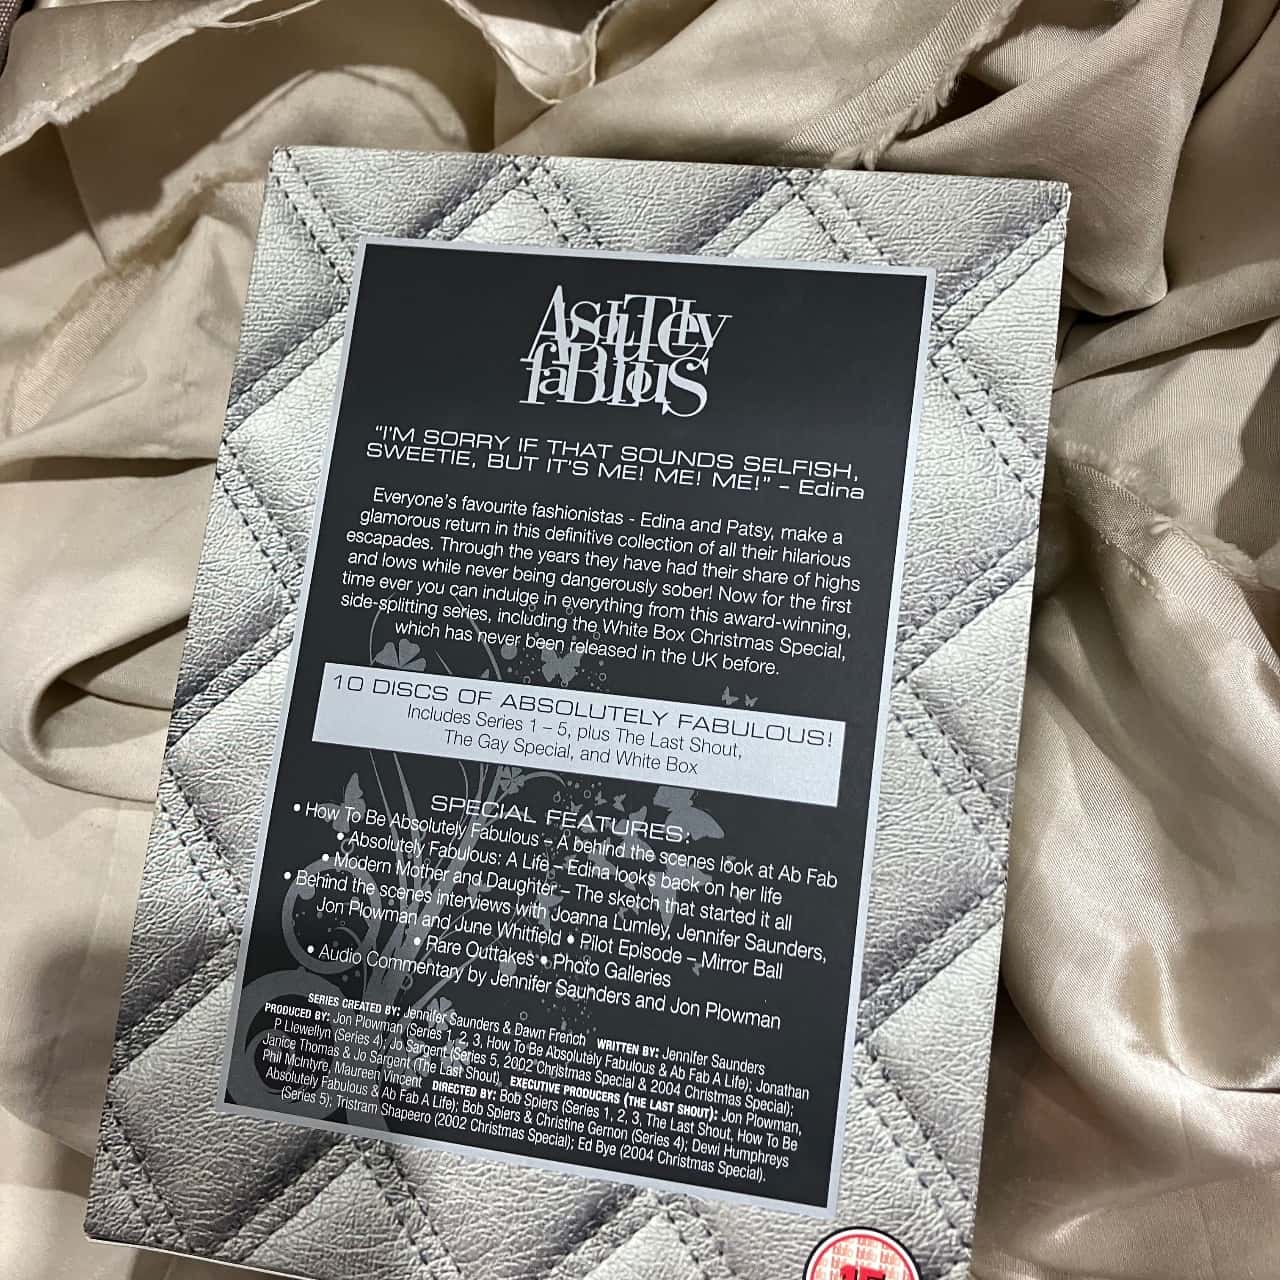 AbSoLUTEly
faBUloUS
"I'M SORRY IF THAT SOUNDS SELFISH,
SWEETIE, BUT IT'S ME! ME! ME!" – Edina
Everyone's favourite fashionistas - Edina and Patsy, make a
glamorous return in this definitive collection of all their hilarious
escapades. Through the years they have had their share of highs
and lows while never being dangerously sober! Now for the first
time ever you can indulge in everything from this award-winning,
side-splitting series, including the White Box Christmas Special,
which has never been released in the UK before.
10 DISCS OF ABSOLUTELY FABULOUS!
Includes Series 1 – 5, plus The Last Shout,
The Gay Special, and White Box
SPECIAL FEATURES:
• How To Be Absolutely Fabulous – A behind the scenes look at Ab Fab
• Absolutely Fabulous: A Life – Edina looks back on her life
• Modern Mother and Daughter – The sketch that started it all
• Behind the scenes interviews with Joanna Lumley, Jennifer Saunders,
Jon Plowman and June Whitfield • Pilot Episode – Mirror Ball
• Rare Outtakes • Photo Galleries
• Audio Commentary by Jennifer Saunders and Jon Plowman
SERIES CREATED BY: Jennifer Saunders & Dawn French WRITTEN BY: Jennifer Saunders
PRODUCED BY: Jon Plowman (Series 1, 2, 3, How To Be Absolutely Fabulous & Ab Fab A Life); Jonathan
P Llewellyn (Series 4); Jo Sargent (Series 5, 2002 Christmas Special & 2004 Christmas Special);
Janice Thomas & Jo Sargent (The Last Shout). EXECUTIVE PRODUCERS (THE LAST SHOUT): Jon Plowman,
Phil McIntyre, Maureen Vincent DIRECTED BY: Bob Spiers (Series 1, 2, 3, The Last Shout, How To Be
Absolutely Fabulous & Ab Fab A Life); Bob Spiers & Christine Gernon (Series 4); Dewi Humphreys
(Series 5); Tristram Shapeero (2002 Christmas Special); Ed Bye (2004 Christmas Special).
15